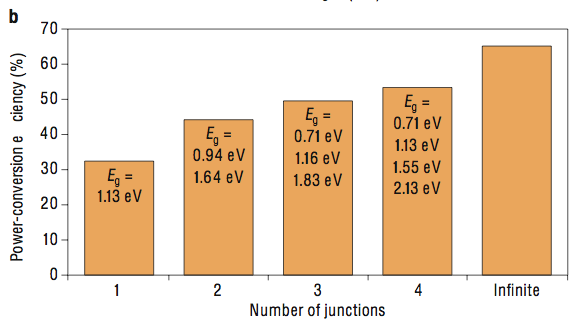 b
70
60
50
40
30
20
10
0
Power-conversion e ciency (%)
Eg =
1.13 eV
Eg =
0.94 eV
1.64 eV
Eg =
0.71 eV
1.16 eV
1.83 eV
Eg =
0.71 eV
1.13 eV
1.55 eV
2.13 eV
1 2 3 4 Infinite
Number of junctions